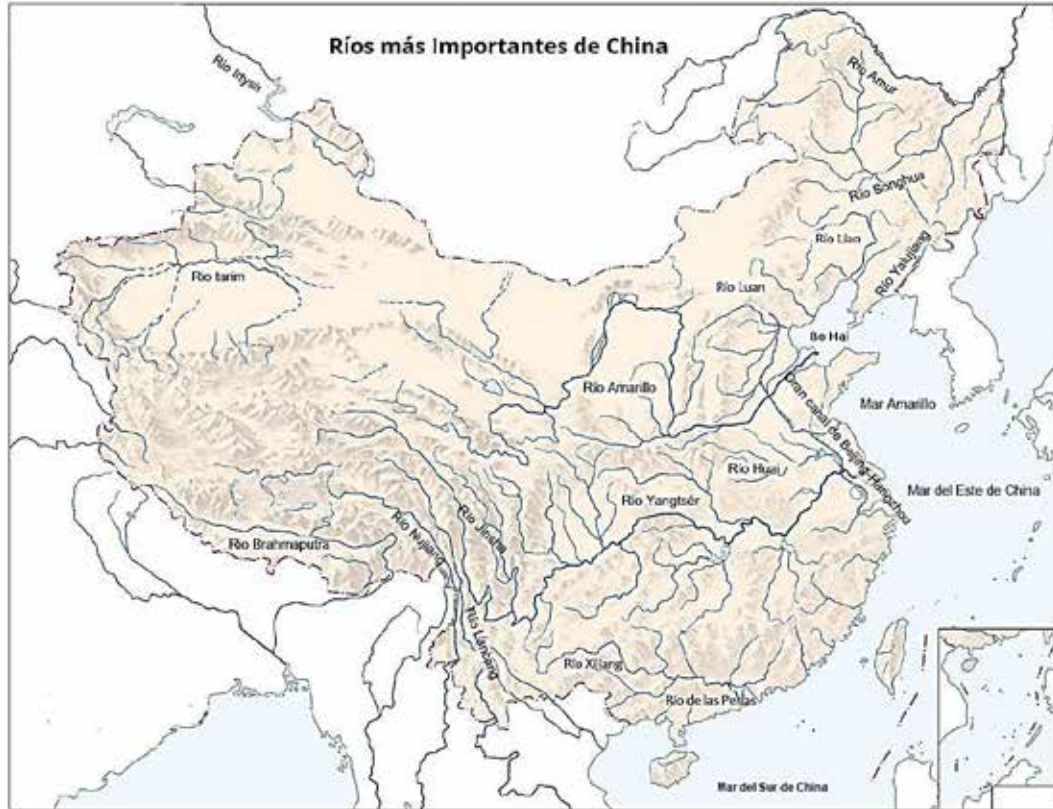 Ríos más Importantes de China
Río Irtysh
Río Amur
Río Songhua
Río Liao
Río Yalujiang
Río tarim
Río Luan
Bo Hai
Río Amarillo
Gran canal de Beijing-Hangzhou
Mar Amarillo
Río Huai
Mar del Este de China
Río Yangtsér
Río Jinsha
Río Nujiang
Río Brahmaputra
Río Lancang
Río Xijiang
Río de las Perlas
Mar del Sur de China